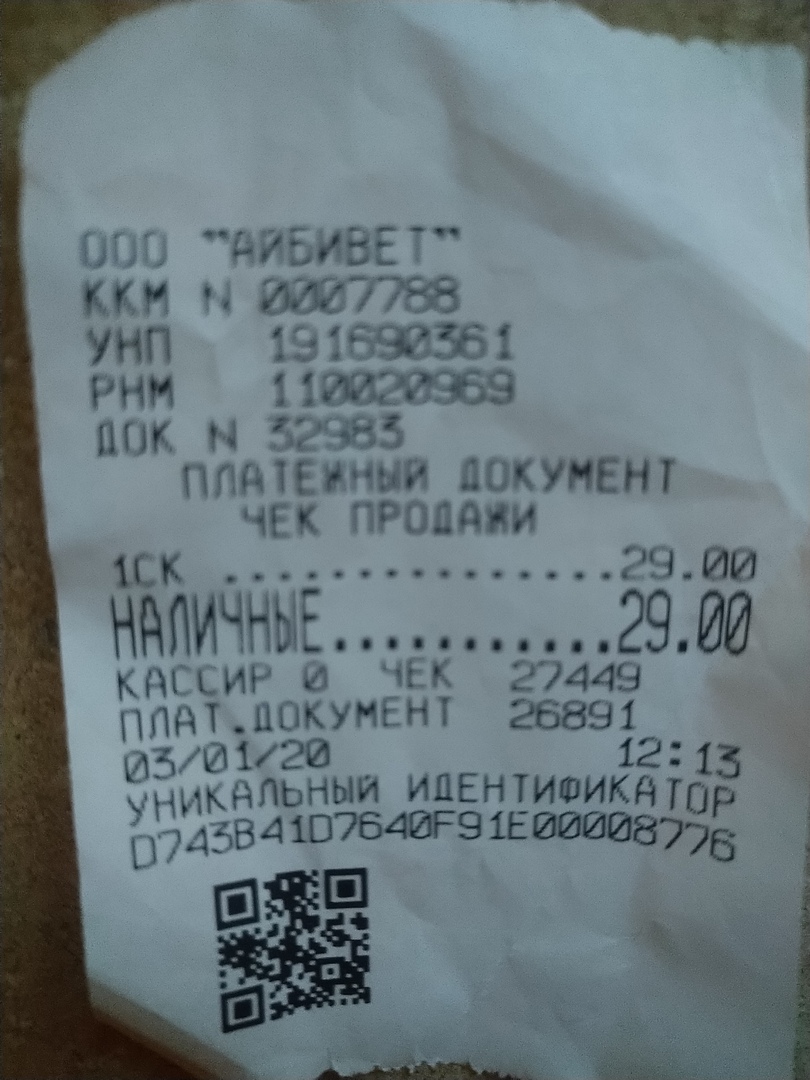 ООО "АЙБИВЕТ"
ККМ N 0007788
УНП 191690361
РНМ 110020969
ДОК N 32983
ПЛАТЕЖНЫЙ ДОКУМЕНТ
ЧЕК ПРОДАЖИ
1СК ................29.00
НАЛИЧНЫЕ...........29.00
КАССИР 0 ЧЕК 27449
ПЛАТ.ДОКУМЕНТ 26891
03/01/20 12:13
УНИКАЛЬНЫЙ ИДЕНТИФИКАТОР
D743B41D7640F91E00008776